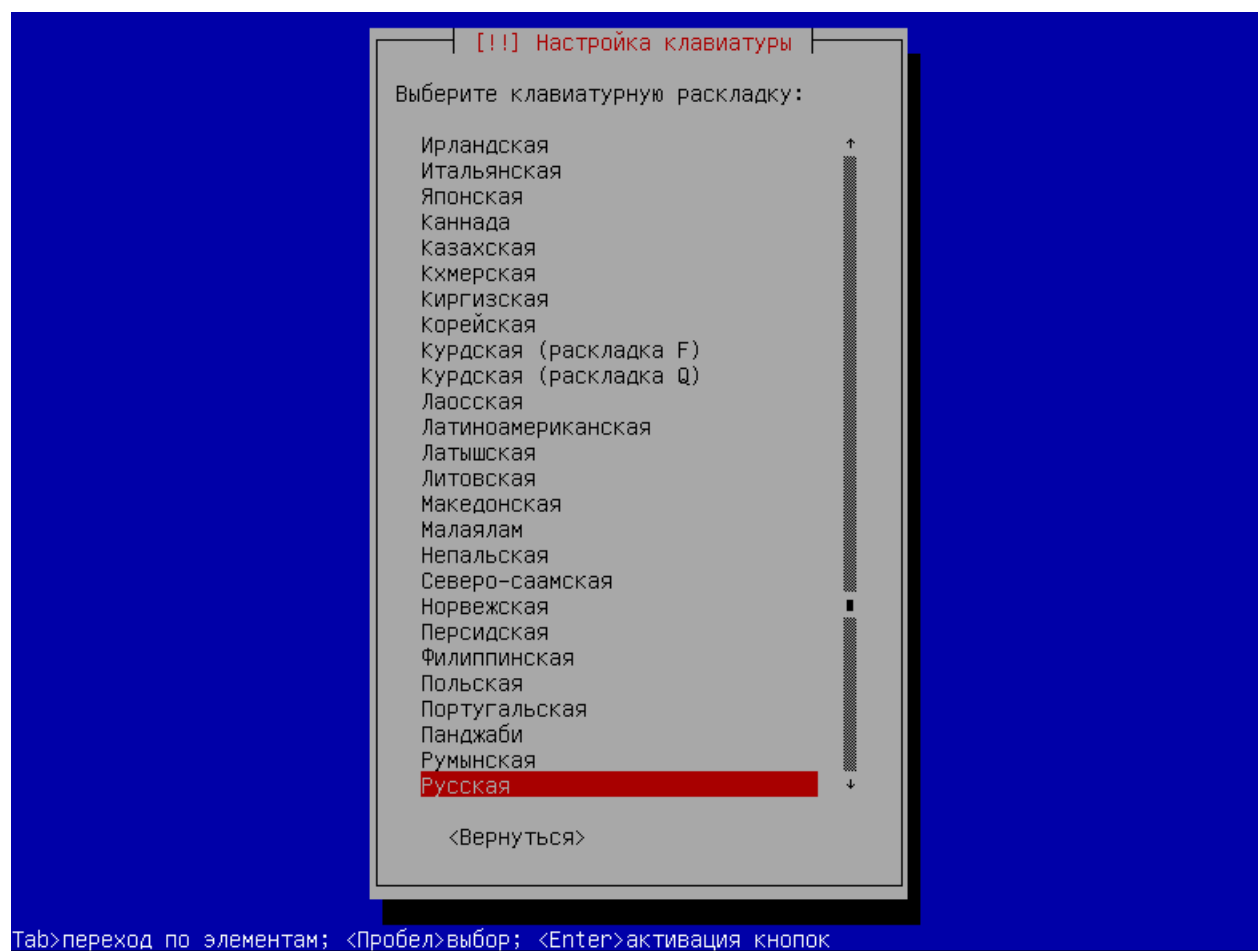 [!!] Настройка клавиатуры
Выберите клавиатурную раскладку:
Ирландская
Итальянская
Японская
Каннада
Казахская
Кхмерская
Киргизская
Корейская
Курдская (раскладка F)
Курдская (раскладка Q)
Лаосская
Латиноамериканская
Латышская
Литовская
Македонская
Малаялам
Непальская
Северо-саамская
Норвежская
Персидская
Филиппинская
Польская
Португальская
Панджаби
Румынская
Русская
<Вернуться>
Tab>переход по элементам; <Пробел>выбор; <Enter>активация кнопок